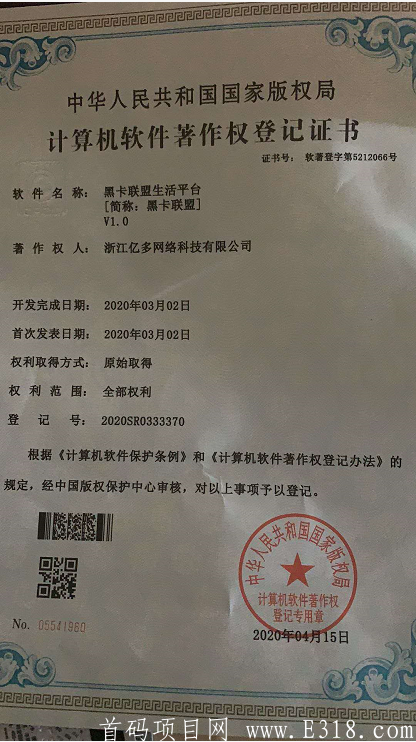 中华人民共和国国家版权局
计算机软件著作权登记证书
证书号： 软著登字第5212066号
软件名称： 黑卡联盟生活平台
[简称：黑卡联盟]
V1.0
著作权人： 浙江亿多网络科技有限公司
开发完成日期： 2020年03月02日
首次发表日期： 2020年03月02日
权利取得方式： 原始取得
权利范围： 全部权利
登记号： 2020SR0333370
根据《计算机软件保护条例》和《计算机软件著作权登记办法》的
规定，经中国版权保护中心审核，对以上事项予以登记。
中华人民共和国国家版权局
计算机软件著作权
登记专用章
No. 05541960
2020年04月15日
首码项目网 www.E318.com